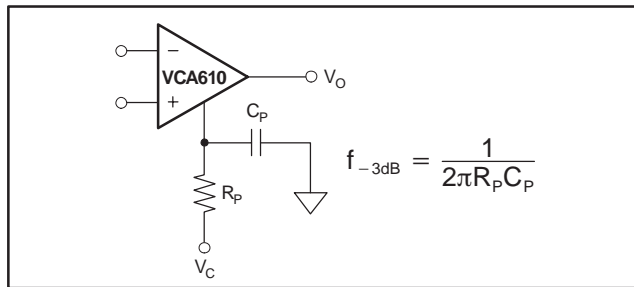 −
VCA610
+
V_O
C_P
R_P
f_{−3dB} = 1 / 2πR_PC_P
V_C